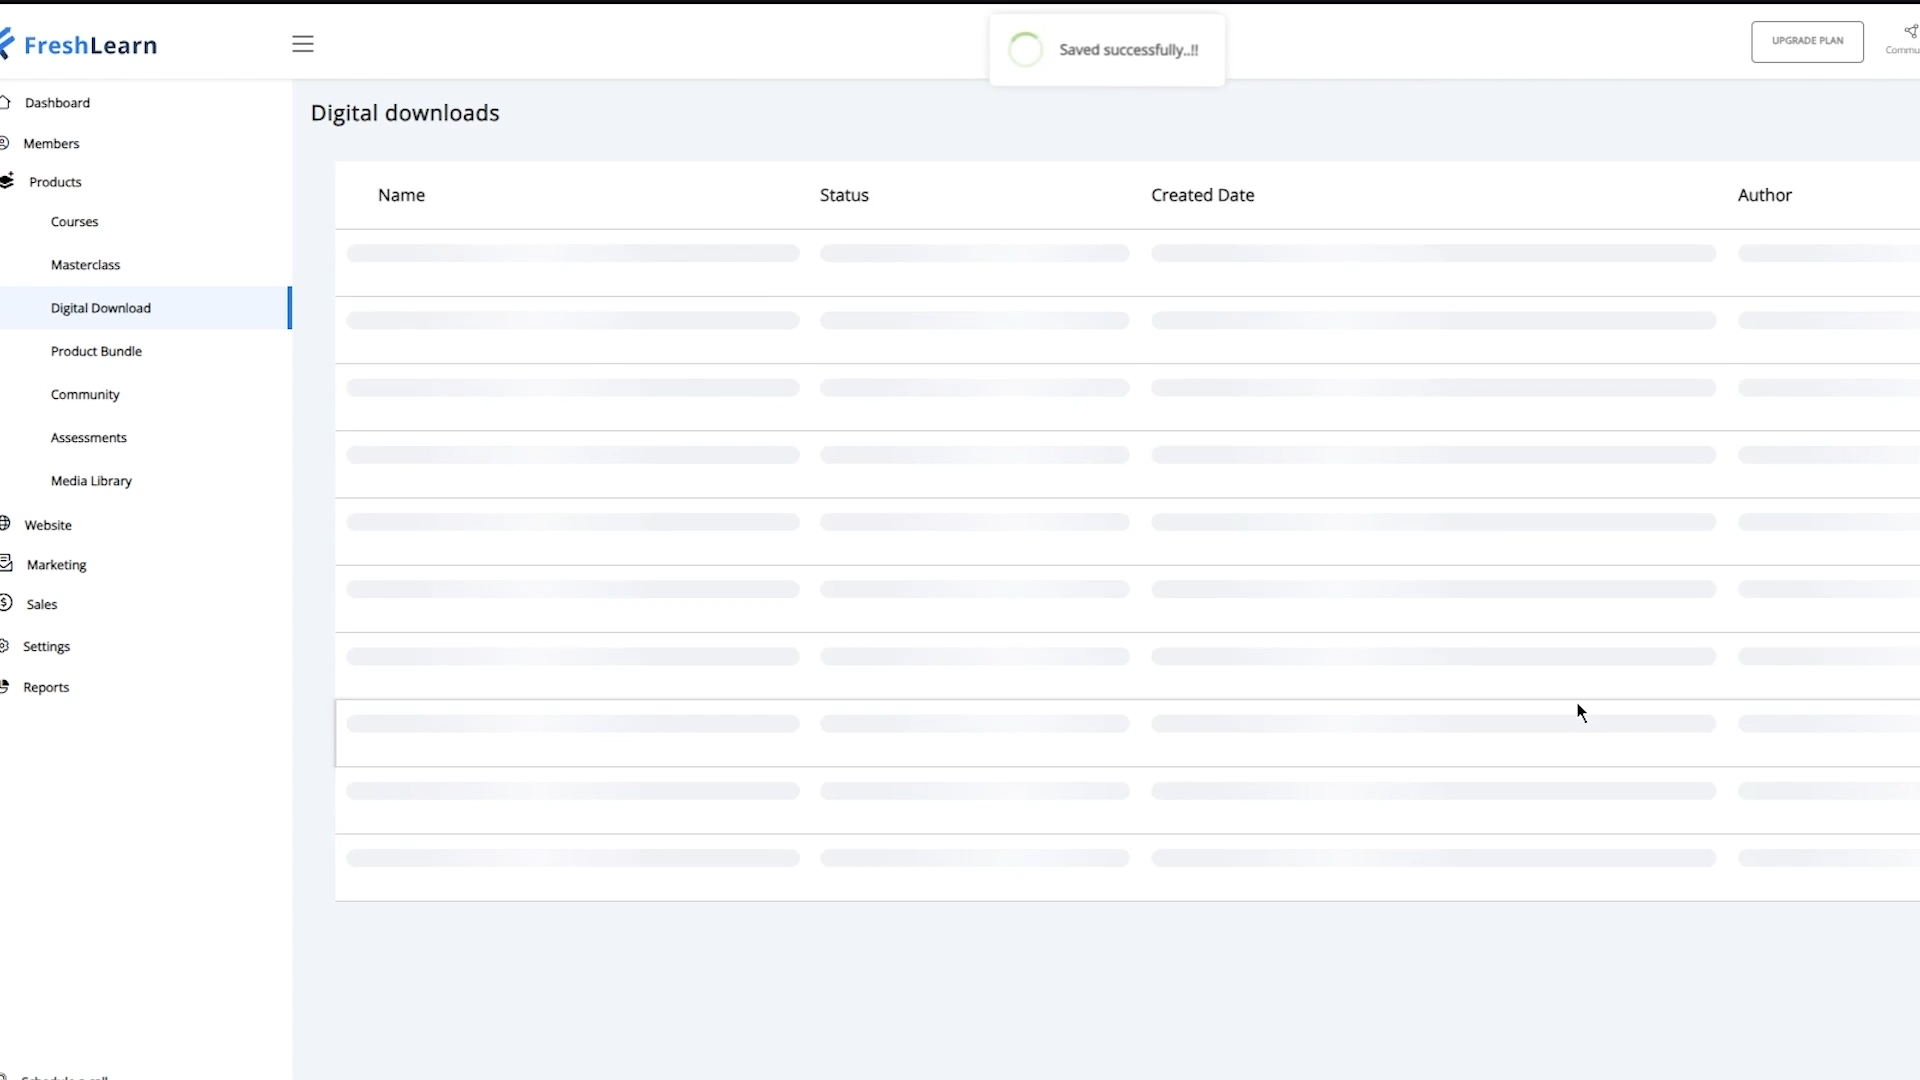 FreshLearn
Saved successfully..!!
UPGRADE PLAN
Commu
Dashboard
Members
Products
Courses
Masterclass
Digital Download
Product Bundle
Community
Assessments
Media Library
Website
Marketing
Sales
Settings
Reports
Digital downloads
Name Status Created Date Author